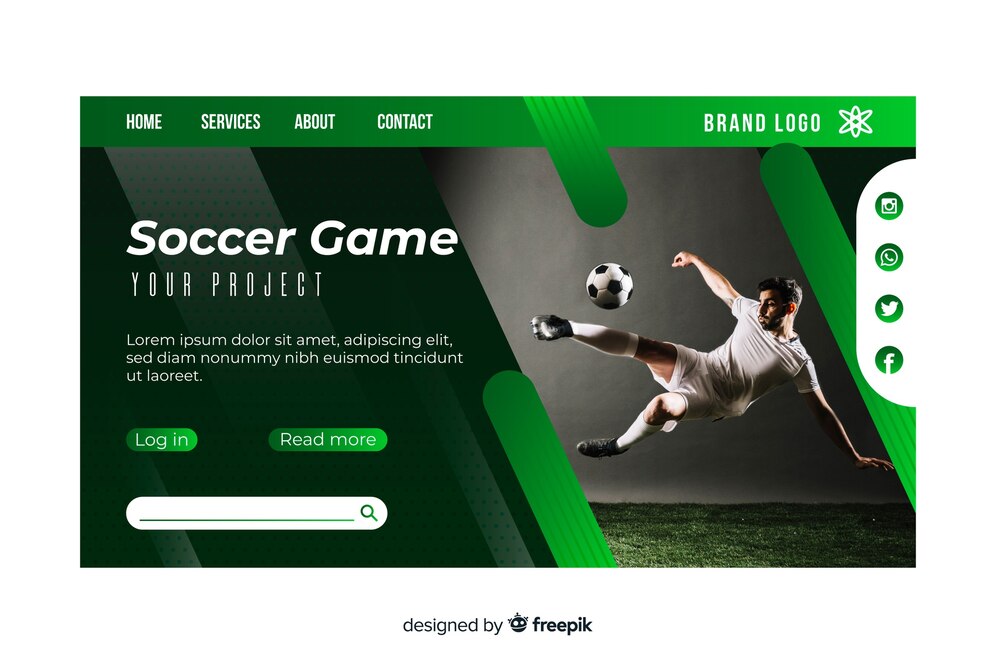 HOME SERVICES ABOUT CONTACT BRAND LOGO
Soccer Game
YOUR PROJECT
Lorem ipsum dolor sit amet, adipiscing elit,
sed diam nonummy nibh euismod tincidunt
ut laoreet.
Log in Read more
designed by freepik